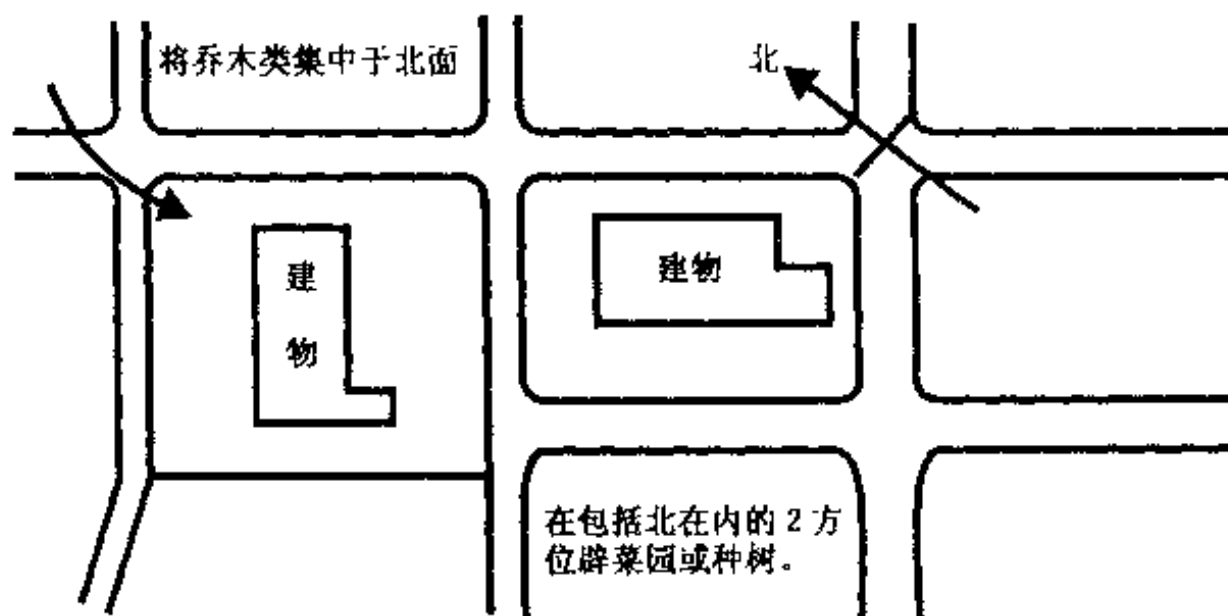 将乔木类集中于北面
北
建物
建物
在包括北在内的2方
位辟菜园或种树。